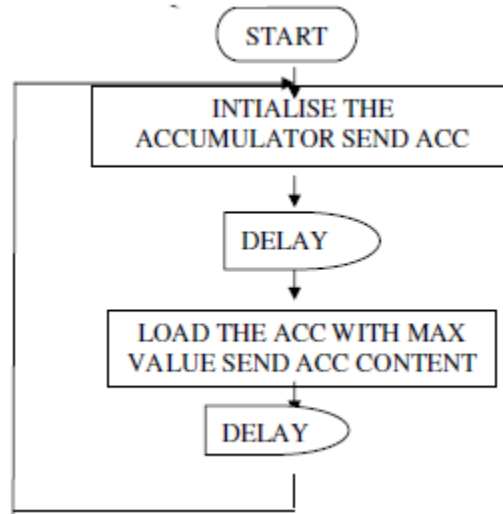 START
INTIALISE THE
ACCUMULATOR SEND ACC
DELAY
LOAD THE ACC WITH MAX
VALUE SEND ACC CONTENT
DELAY